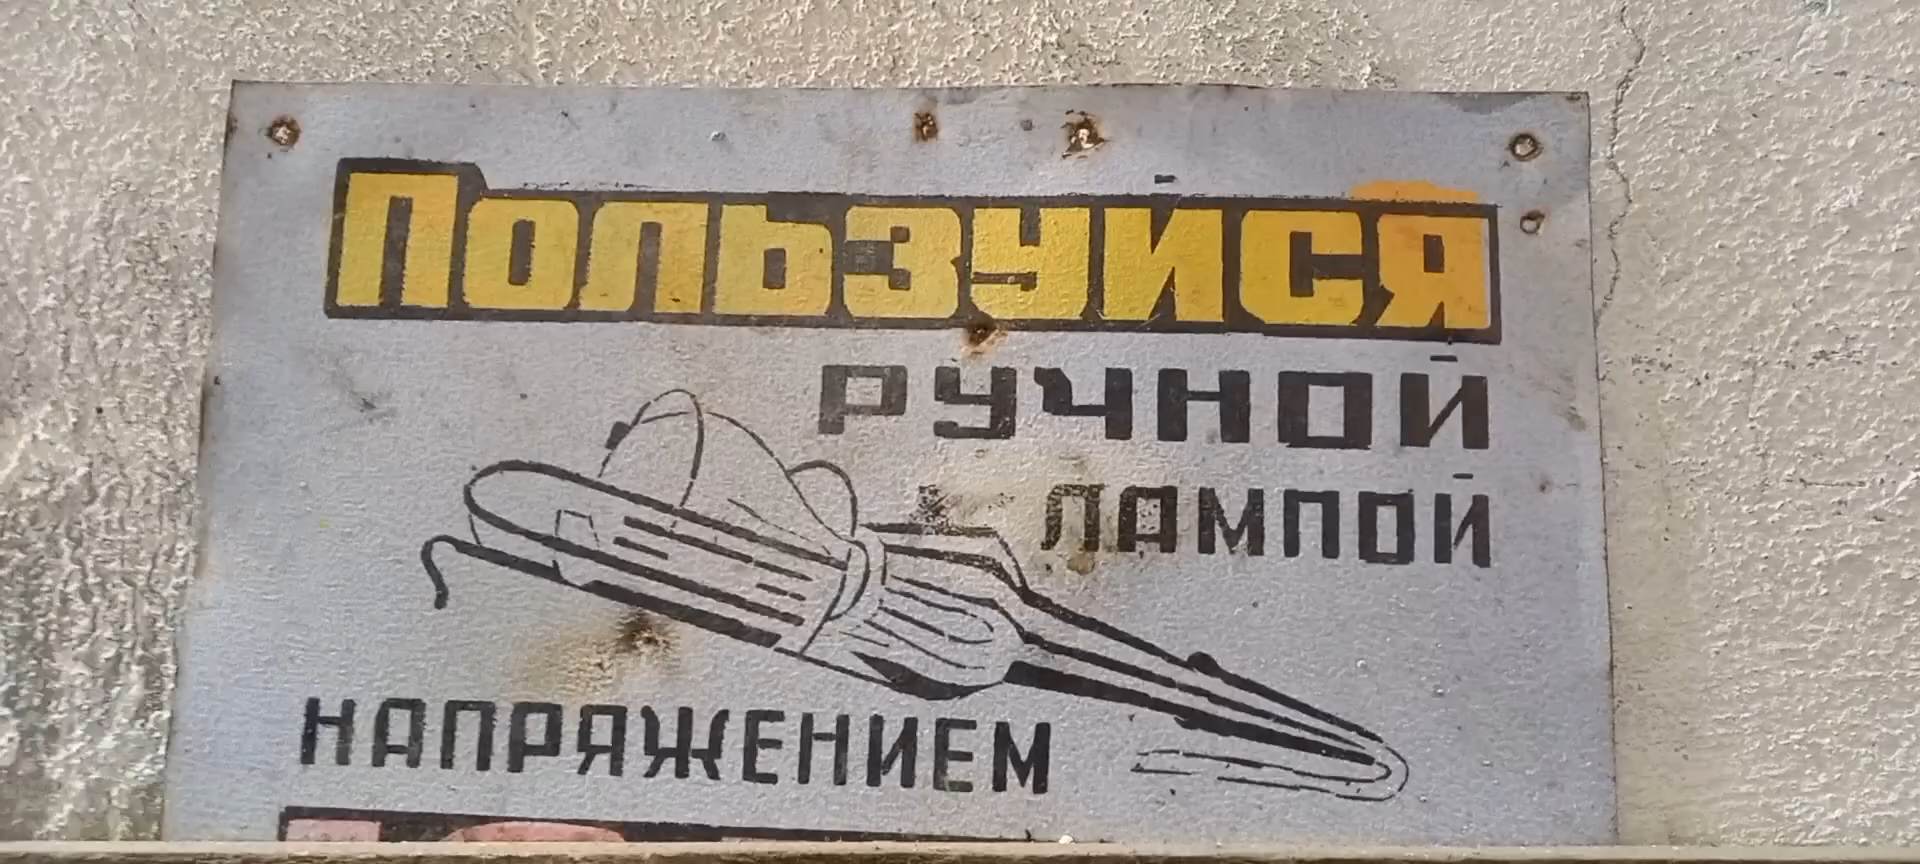 Пользуйся
ручной
лампой
напряжением